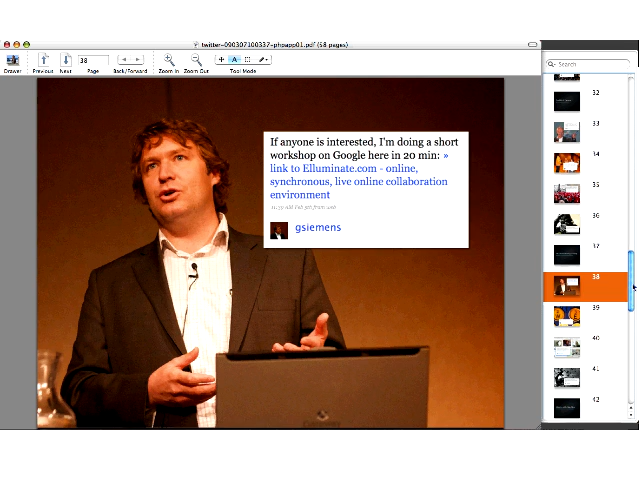 twitter-090307100337-phpapp01.pdf (58 pages)
38
Drawer
Previous
Next
Page
Back/Forward
Zoom In
Zoom Out
Tool Mode
Search
If anyone is interested, I'm doing a short
workshop on Google here in 20 min: »
link to Elluminate.com - online,
synchronous, live online collaboration
environment
gsiemens
32
33
34
35
36
37
38
39
40
41
42